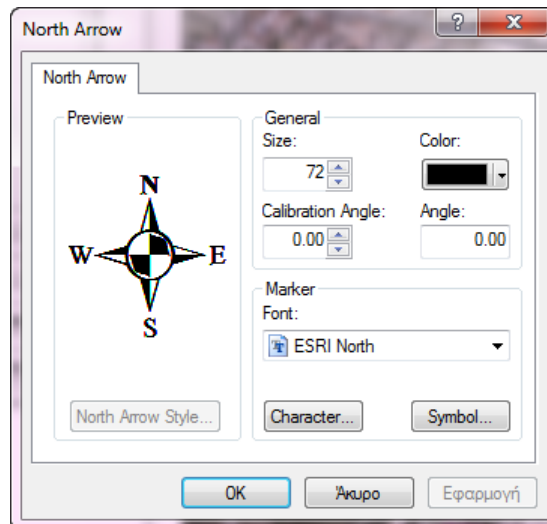 North Arrow
?
X
North Arrow
Preview
N
W E
S
North Arrow Style...
General
Size: Color:
72
Calibration Angle: Angle:
0.00 0.00
Marker
Font:
ESRI North
Character... Symbol...
OK Άκυρο Εφαρμογή